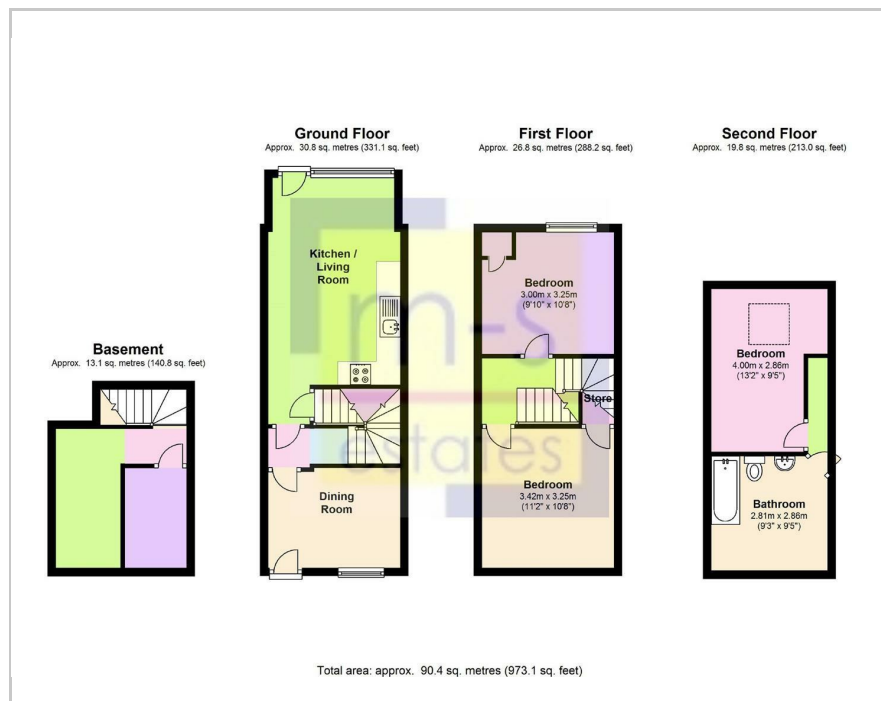 Ground Floor
Approx. 30.8 sq. metres (331.1 sq. feet)
First Floor
Approx. 26.8 sq. metres (288.2 sq. feet)
Second Floor
Approx. 19.8 sq. metres (213.0 sq. feet)
Basement
Approx. 13.1 sq. metres (140.8 sq. feet)
Kitchen /
Living
Room
Dining
Room
Bedroom
3.00m x 3.25m
(9'10" x 10'8")
Store
Bedroom
3.42m x 3.25m
(11'2" x 10'8")
Bedroom
4.00m x 2.86m
(13'2" x 9'5")
Bathroom
2.81m x 2.86m
(9'3" x 9'5")
m-s
estates
Total area: approx. 90.4 sq. metres (973.1 sq. feet)